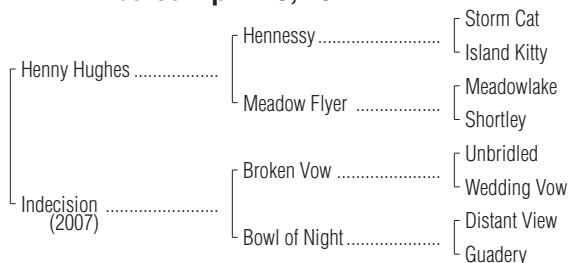 Storm Cat
Hennessy
Island Kitty
Henny Hughes
Meadowlake
Meadow Flyer
Shortley
Unbridled
Broken Vow
Wedding Vow
Indecision
(2007)
Distant View
Bowl of Night
Guadery